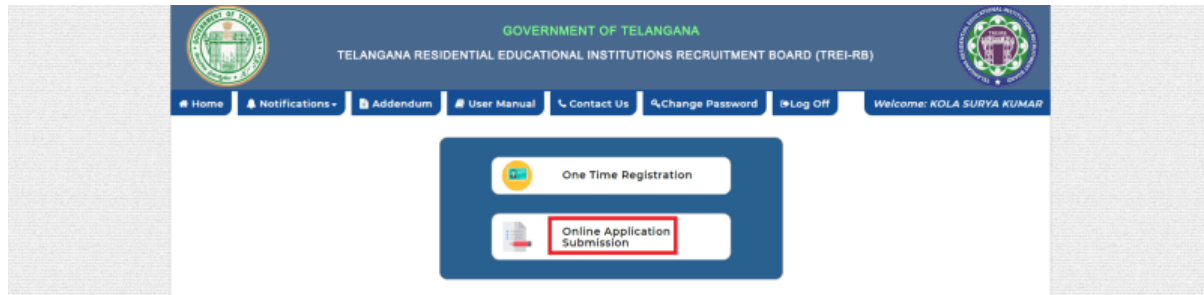 GOVERNMENT OF TELANGANA
TELANGANA RESIDENTIAL EDUCATIONAL INSTITUTIONS RECRUITMENT BOARD (TREI-RB)
Home Notifications Addendum User Manual Contact Us Change Password Log Off Welcome: KOLA SURYA KUMAR
One Time Registration
Online Application
Submission